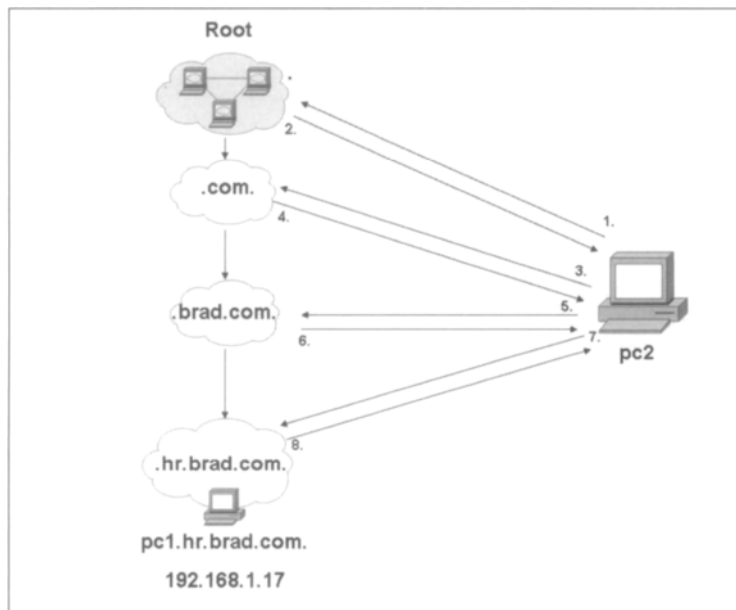 Root
.
2.
.com.
4.
1.
3.
.brad.com.
5.
6.
7.
pc2
8.
.hr.brad.com.
pc1.hr.brad.com.
192.168.1.17